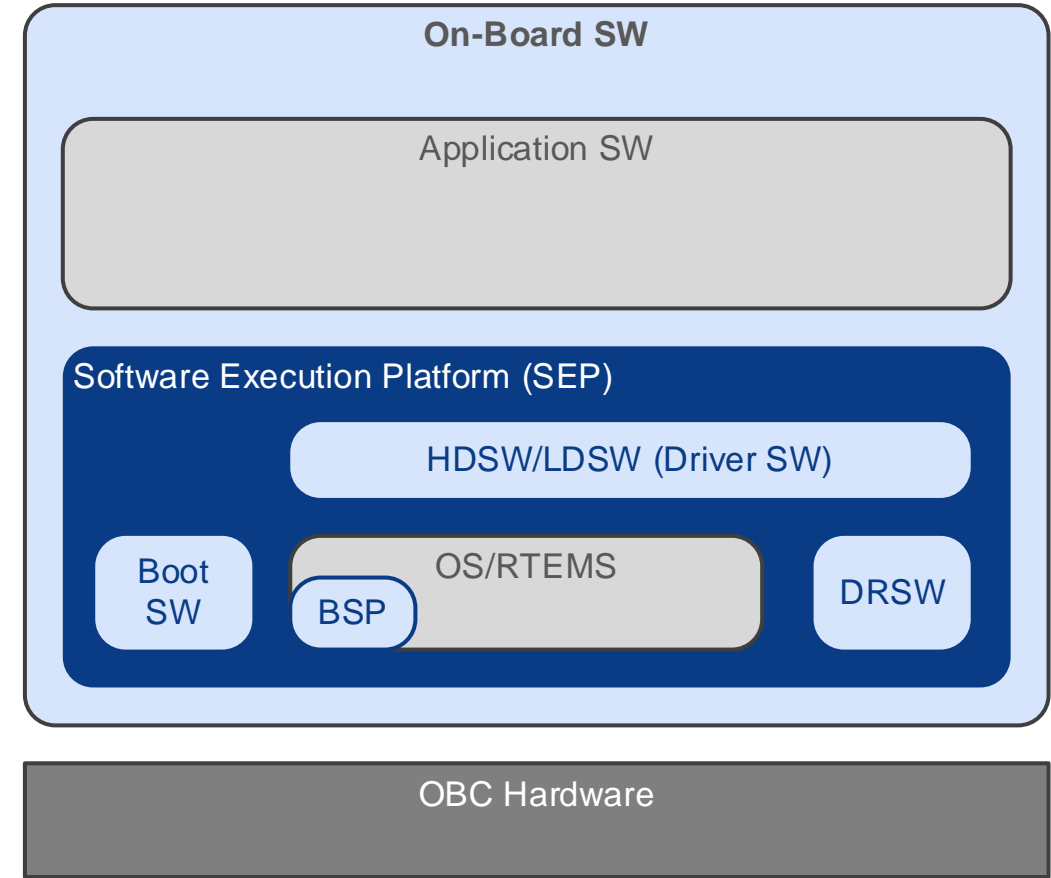 On-Board SW
Application SW
Software Execution Platform (SEP)
HDSW/LDSW (Driver SW)
Boot
SW
OS/RTEMS
BSP
DRSW
OBC Hardware